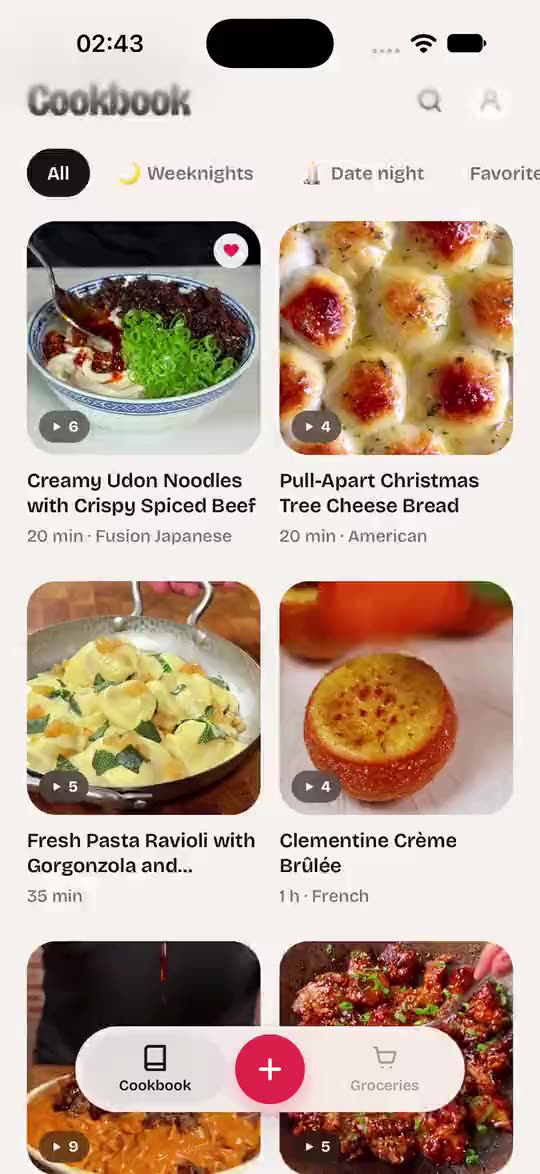 02:43
Cookbook
All
Weeknights
Date night
Favorite
6
4
Creamy Udon Noodles
with Crispy Spiced Beef
20 min · Fusion Japanese
Pull-Apart Christmas
Tree Cheese Bread
20 min · American
5
4
Fresh Pasta Ravioli with
Gorgonzola and...
35 min
Clementine Crème
Brûlée
1 h · French
Cookbook
Groceries
9
5